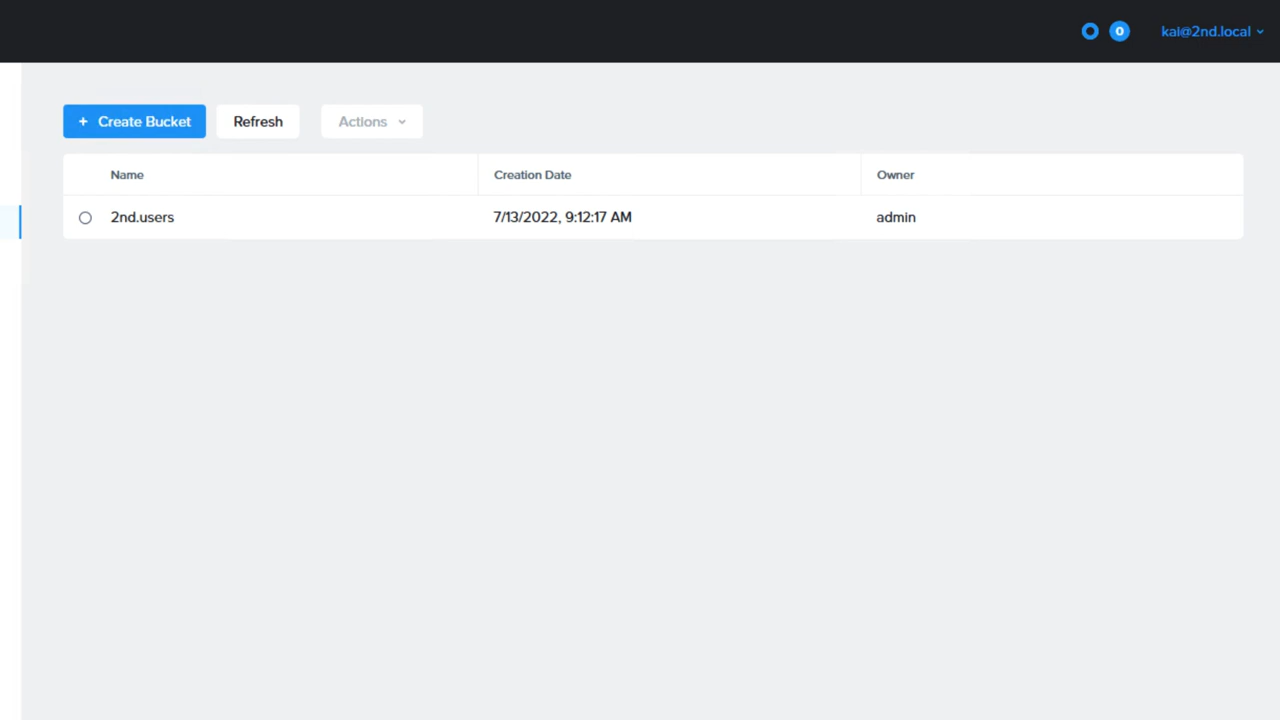 0 kai@2nd.local
+ Create Bucket Refresh Actions
Name Creation Date Owner
2nd.users 7/13/2022, 9:12:17 AM admin